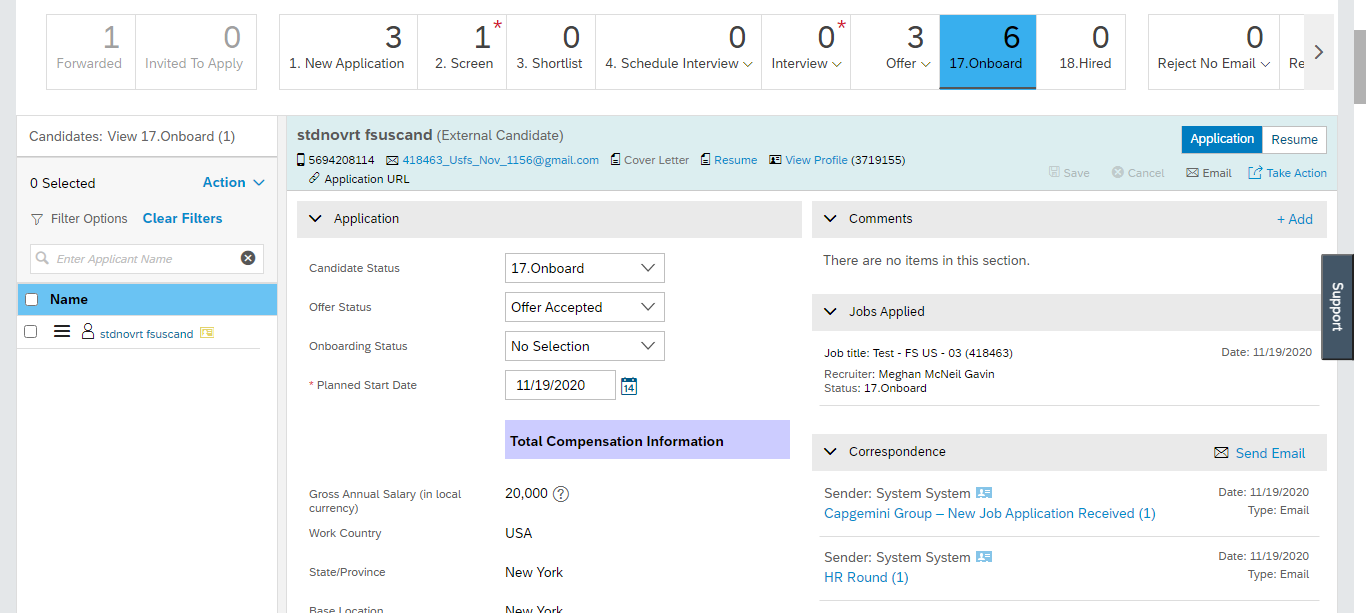 1 0 3 1* 0 0 0* 3 6 0 0
Forwarded Invited To Apply 1. New Application 2. Screen 3. Shortlist 4. Schedule Interview Interview Offer 17.Onboard 18.Hired Reject No Email Re
Candidates: View 17.Onboard (1)
0 Selected Action
Filter Options Clear Filters
Enter Applicant Name
Name
stdnovrt fsuscand
stdnovrt fsuscand (External Candidate)
5694208114 418463_Usfs_Nov_1156@gmail.com Cover Letter Resume View Profile (3719155)
Application URL
Application Resume
Save Cancel Email Take Action
Application
Candidate Status 17.Onboard
Offer Status Offer Accepted
Onboarding Status No Selection
* Planned Start Date 11/19/2020 14
Total Compensation Information
Gross Annual Salary (in local
currency) 20,000 ?
Work Country USA
State/Province New York
Base Location New York
Comments + Add
There are no items in this section.
Jobs Applied
Job title: Test - FS US - 03 (418463) Date: 11/19/2020
Recruiter: Meghan McNeil Gavin
Status: 17.Onboard
Correspondence Send Email
Sender: System System Date: 11/19/2020
Capgemini Group – New Job Application Received (1) Type: Email
Sender: System System Date: 11/19/2020
HR Round (1) Type: Email
Support